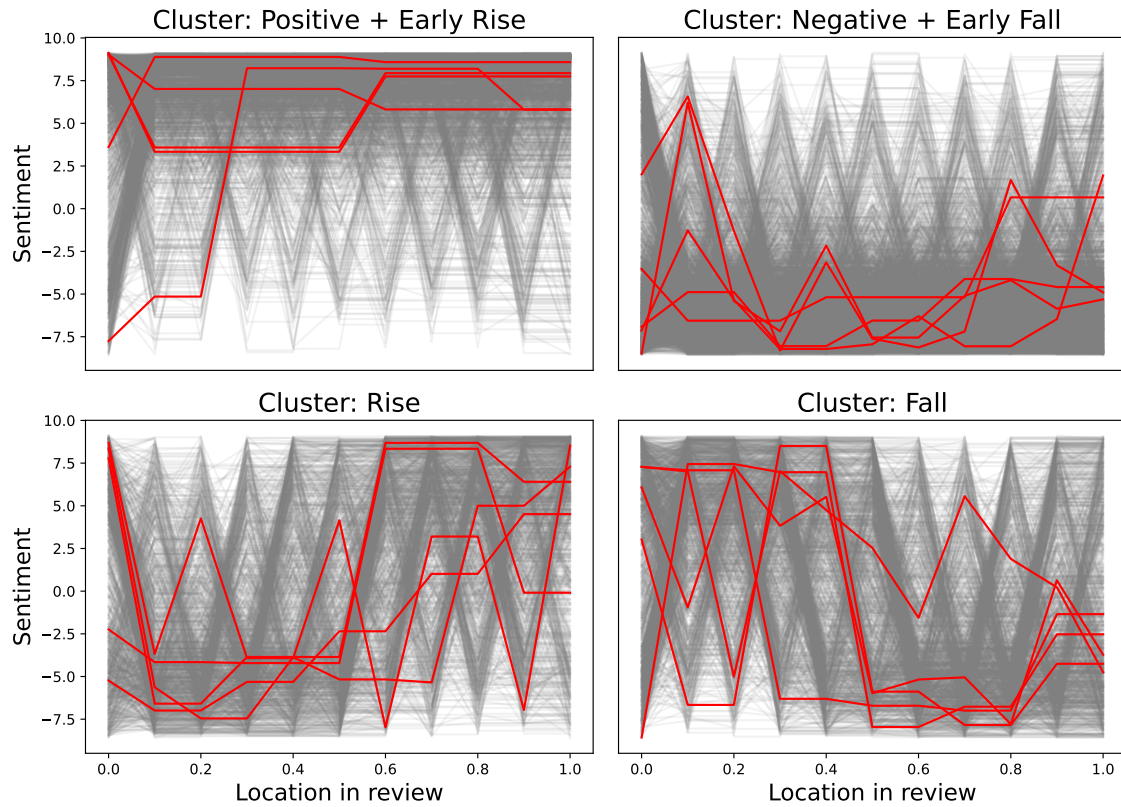 Cluster: Positive + Early Rise
Cluster: Negative + Early Fall
Sentiment
10.0
7.5
5.0
2.5
0.0
−2.5
−5.0
−7.5
Cluster: Rise
Cluster: Fall
Sentiment
10.0
7.5
5.0
2.5
0.0
−2.5
−5.0
−7.5
0.0 0.2 0.4 0.6 0.8 1.0
0.0 0.2 0.4 0.6 0.8 1.0
Location in review
Location in review